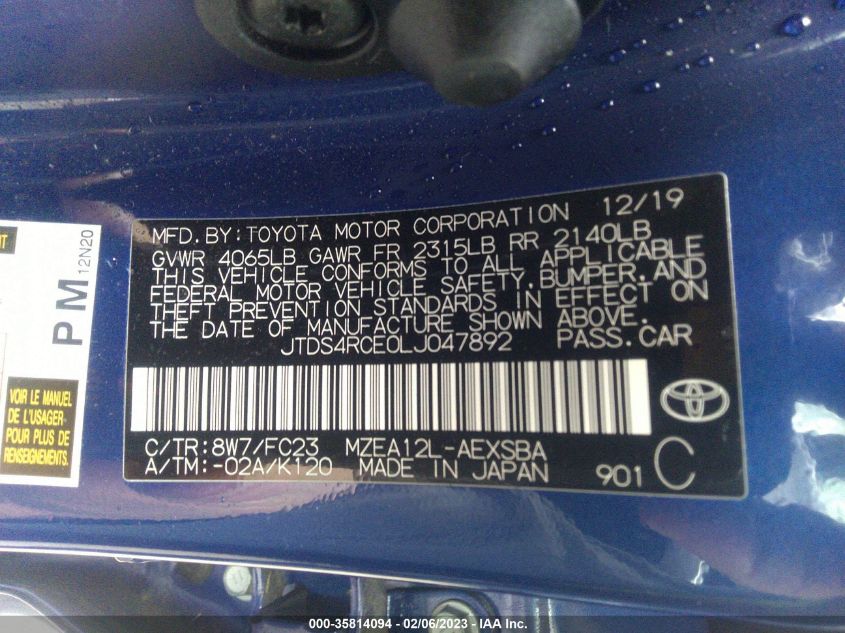 MFD. BY: TOYOTA MOTOR CORPORATION 12/19
GVWR 4065LB GAWR FR 2315LB RR 2140LB
THIS VEHICLE CONFORMS TO ALL APPLICABLE
FEDERAL MOTOR VEHICLE SAFETY, BUMPER, AND
THEFT PREVENTION STANDARDS IN EFFECT ON
THE DATE OF MANUFACTURE SHOWN ABOVE.
JTDS4RCE0LJ047892 PASS. CAR
C/TR: 8W7/FC23 MZEA12L-AEXSBA
A/TM: -02A/K120 MADE IN JAPAN 901 C
PM 12N20
VOIR LE MANUEL
DE L'USAGER
POUR PLUS
000-35814094 - 02/06/2023 - © IAA Inc.